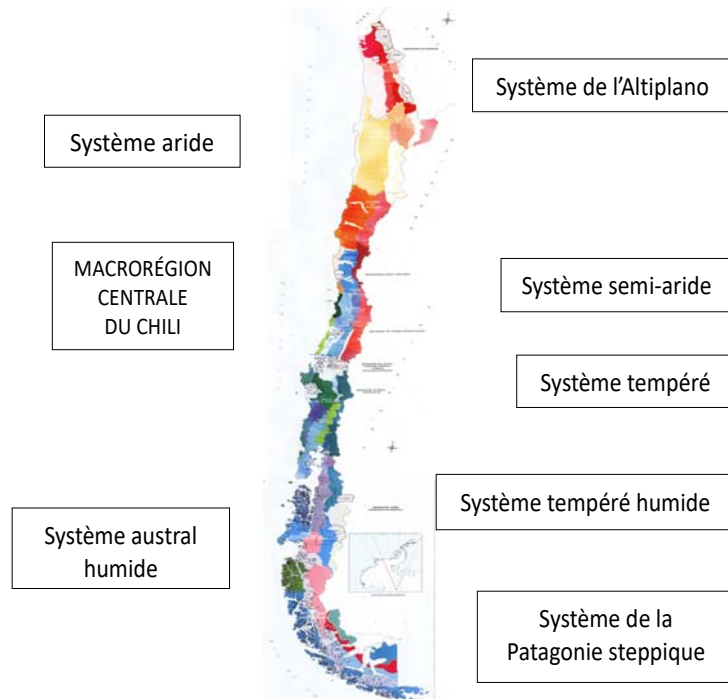 Système de l'Altiplano
Système aride
MACRORÉGION
CENTRALE
DU CHILI
Système semi-aride
Système tempéré
Système tempéré humide
Système austral
humide
Système de la
Patagonie steppique